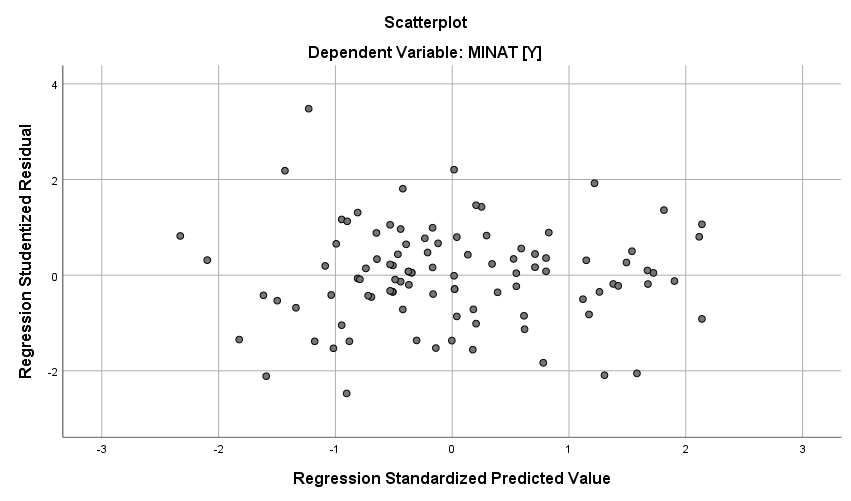 Scatterplot
Dependent Variable: MINAT [Y]
Regression Studentized Residual
4
2
0
-2
-3
-2
-1
0
1
2
3
Regression Standardized Predicted Value